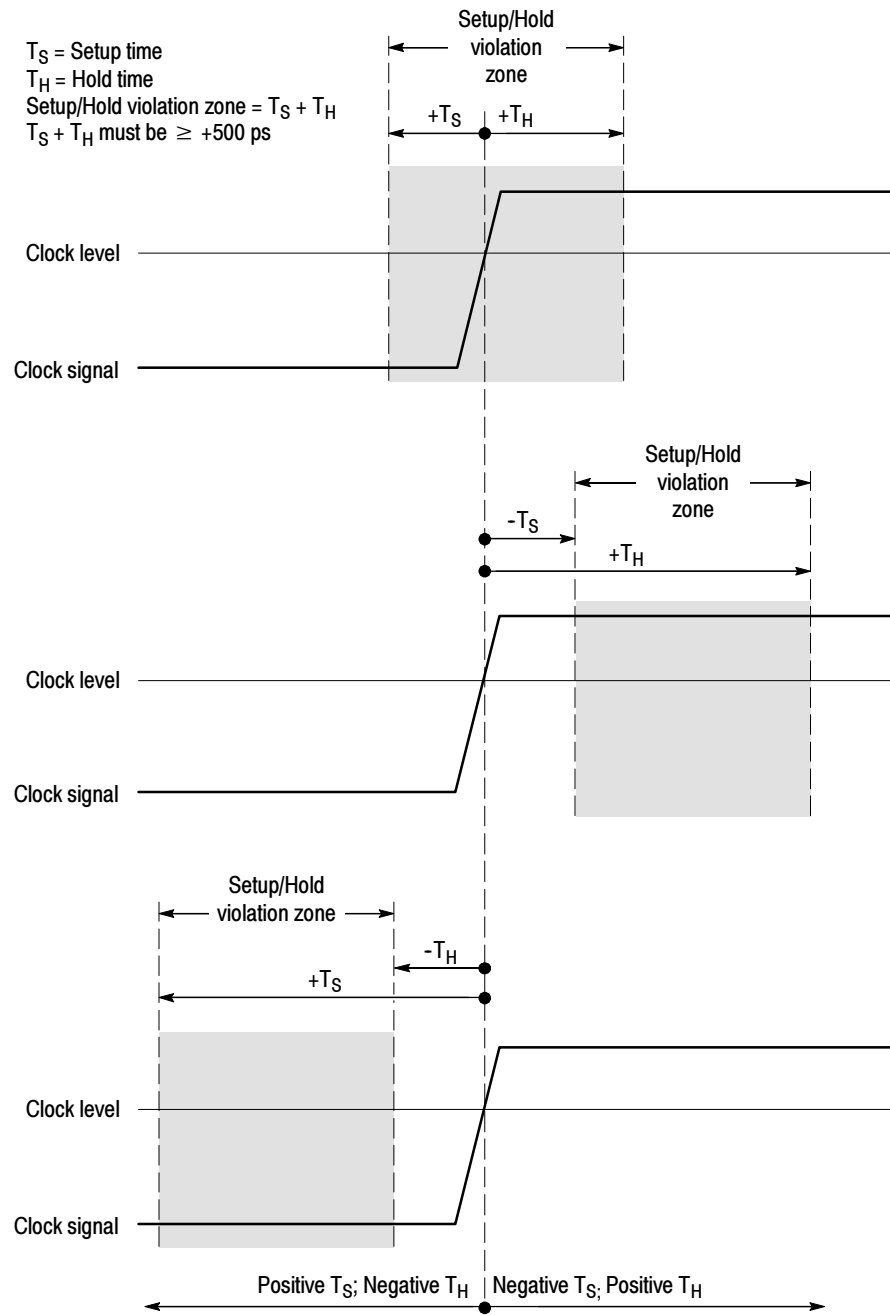 T_S = Setup time
T_H = Hold time
Setup/Hold violation zone = T_S + T_H
T_S + T_H must be ≥ +500 ps
Setup/Hold
violation
zone
+T_S +T_H
Clock level
Clock signal
Setup/Hold
violation
zone
-T_S
+T_H
Clock level
Clock signal
Setup/Hold
violation zone
-T_H
+T_S
Clock level
Clock signal
Positive T_S; Negative T_H Negative T_S; Positive T_H